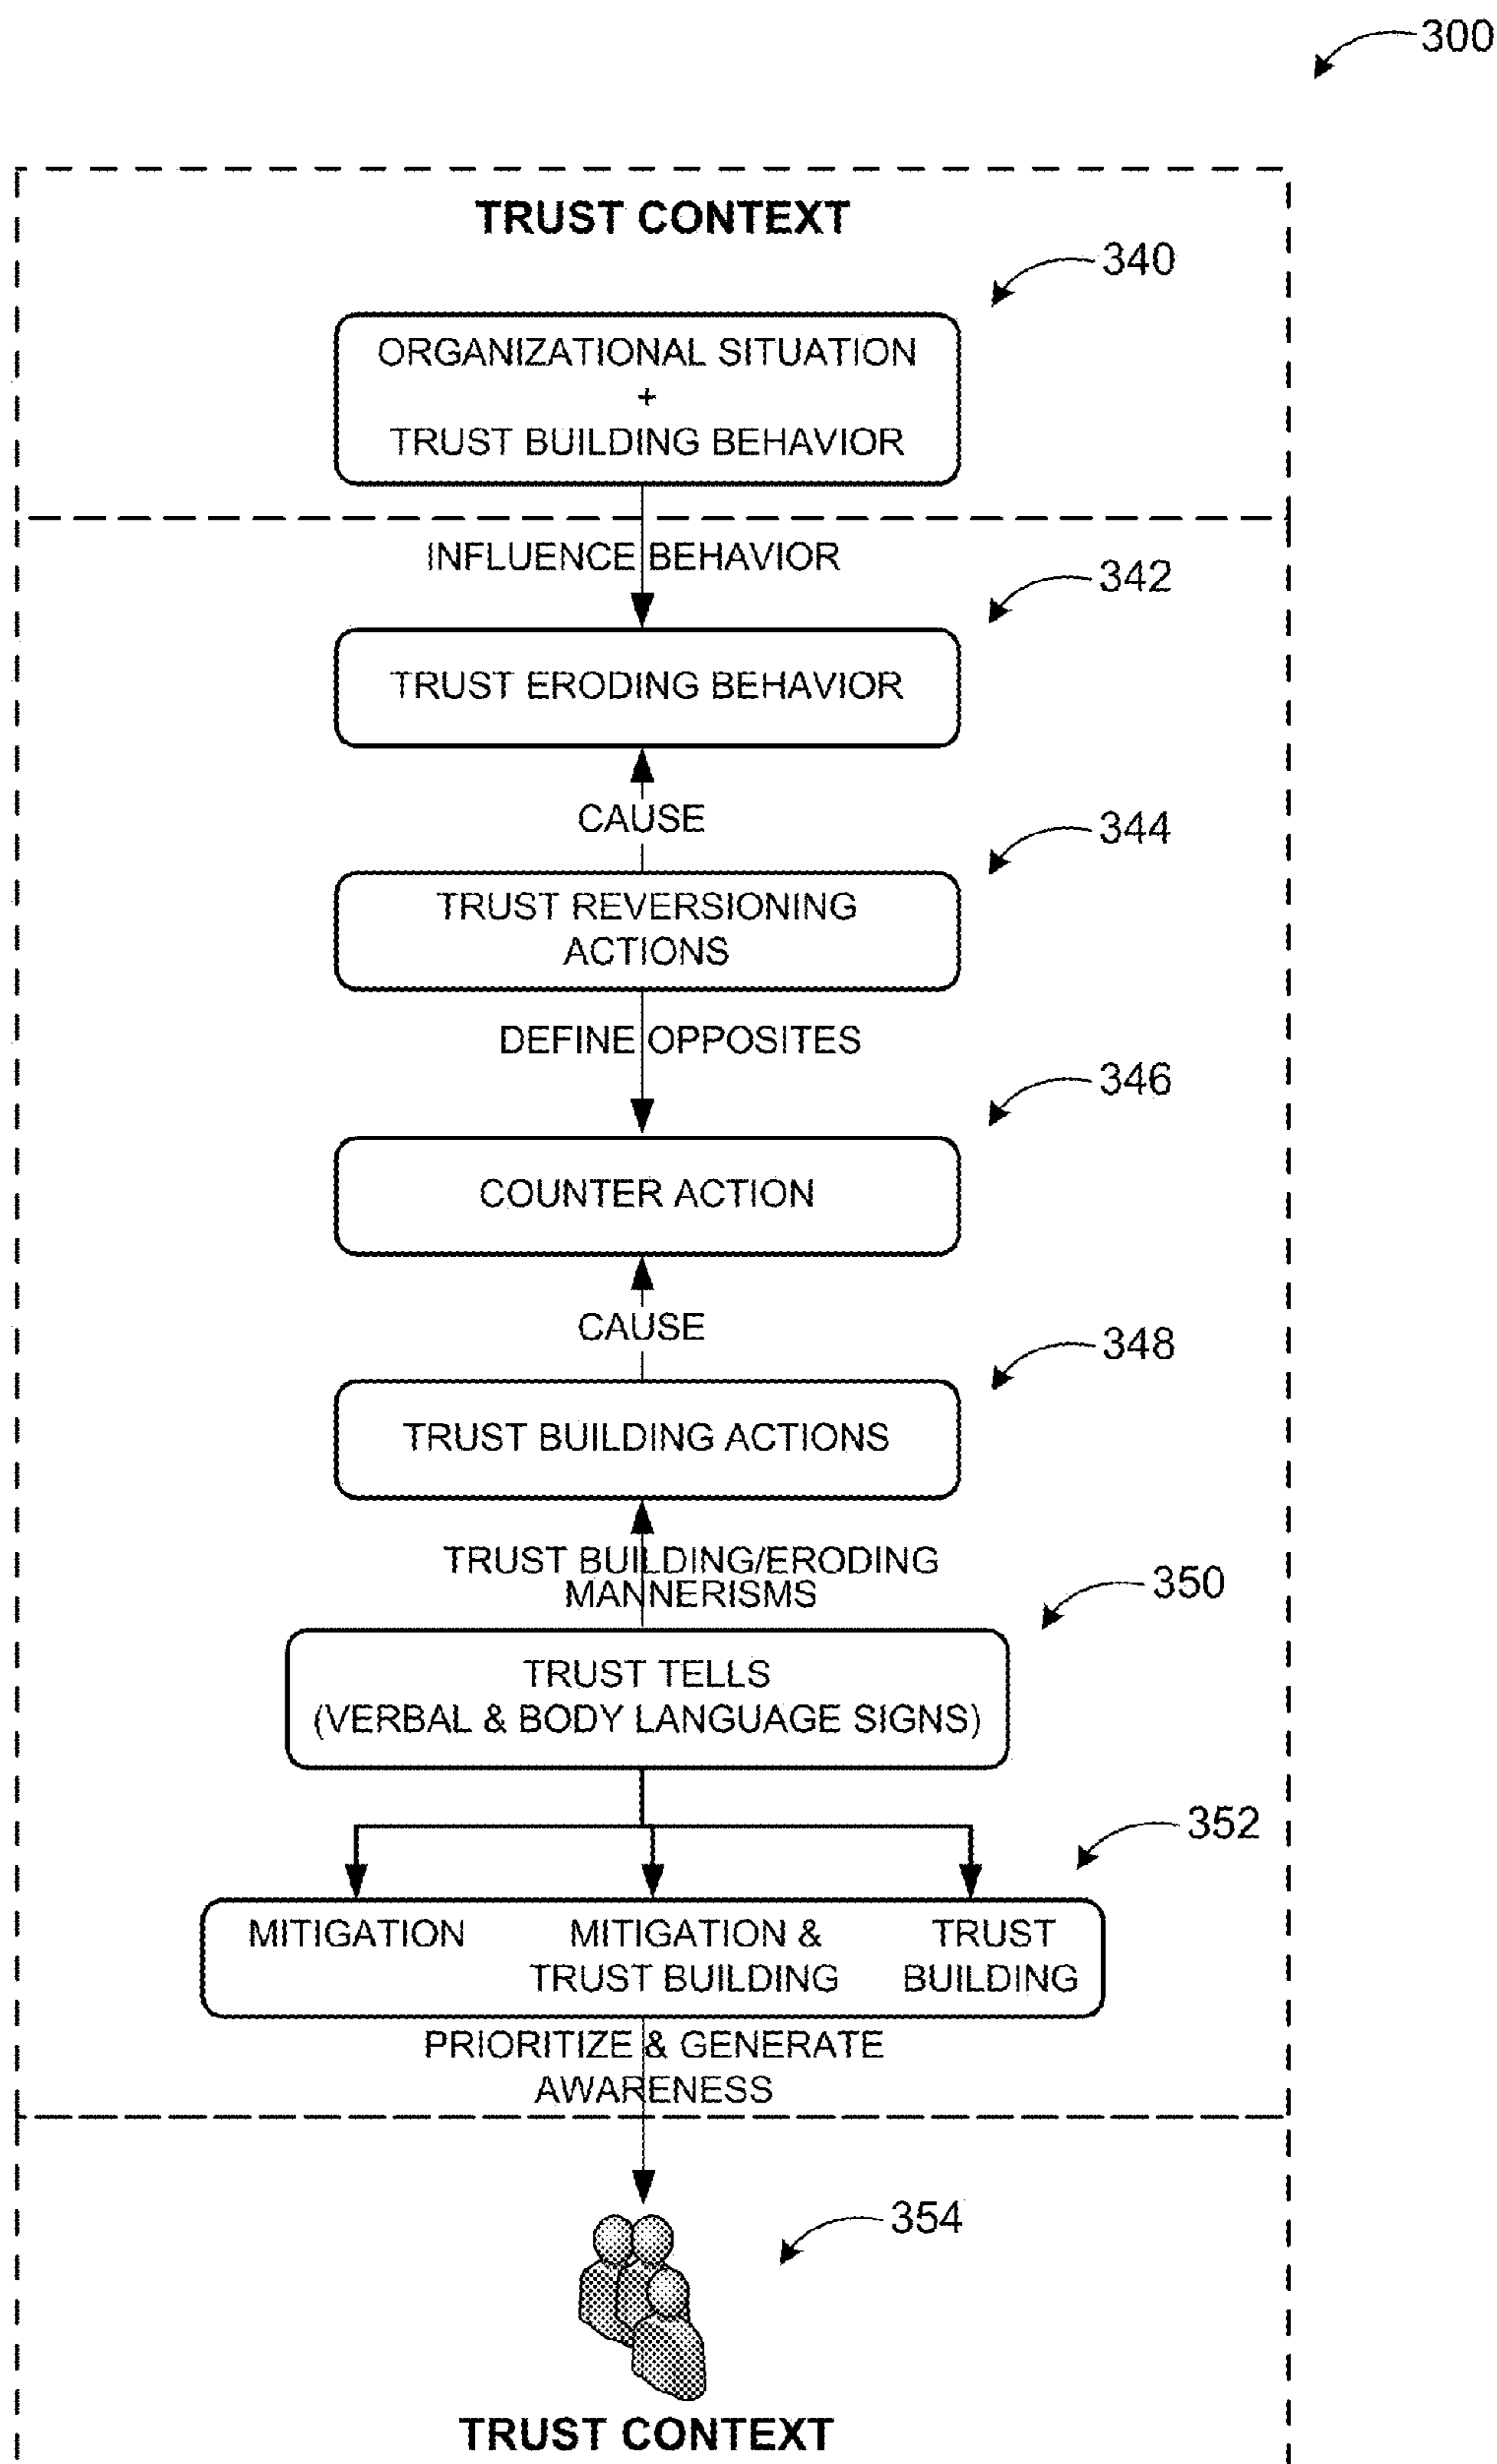 300
TRUST CONTEXT
340
ORGANIZATIONAL SITUATION
+
TRUST BUILDING BEHAVIOR
INFLUENCE BEHAVIOR
342
TRUST ERODING BEHAVIOR
CAUSE
344
TRUST REVERSIONING
ACTIONS
DEFINE OPPOSITES
346
COUNTER ACTION
CAUSE
348
TRUST BUILDING ACTIONS
TRUST BUILDING/ERODING
MANNERISMS
350
TRUST TELLS
(VERBAL & BODY LANGUAGE SIGNS)
352
MITIGATION
MITIGATION &
TRUST BUILDING
TRUST
BUILDING
PRIORITIZE & GENERATE
AWARENESS
354
TRUST CONTEXT